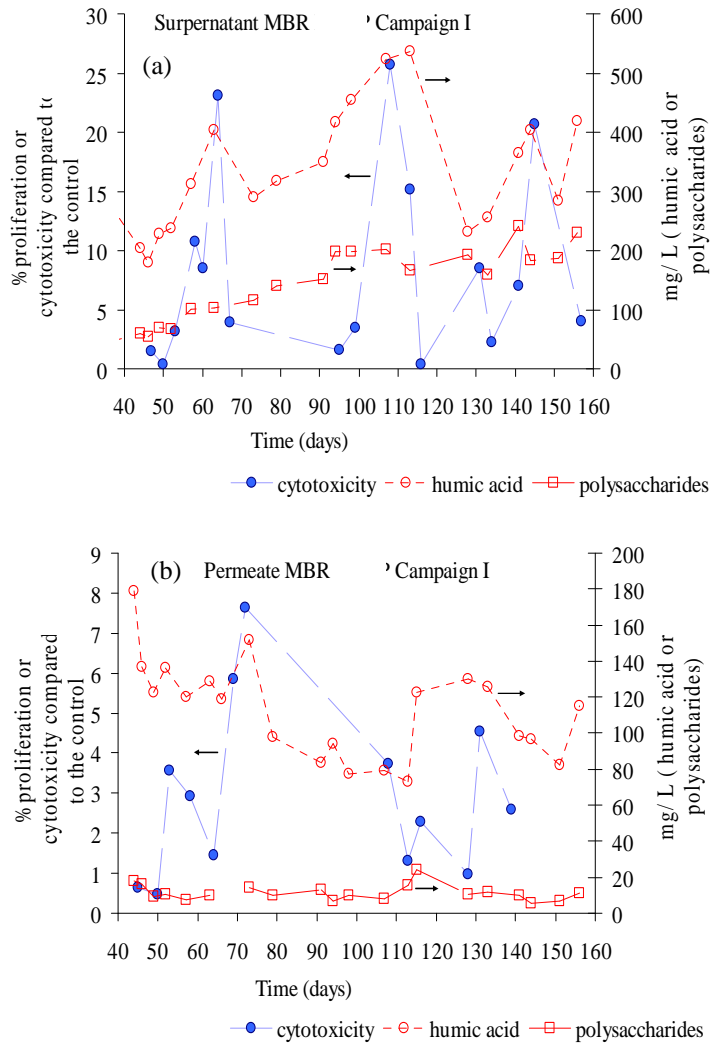 Surpernatant MBR
Campaign I
(a)
% proliferation or
cytotoxicity compared to
the control
30
25
20
15
10
5
0
600
500
400
300
200
100
0
mg/ L ( humic acid or
polysaccharides)
40 50 60 70 80 90 100 110 120 130 140 150 160
Time (days)
cytotoxicity humic acid polysaccharides
(b)
Permeate MBR
Campaign I
% proliferation or
cytotoxicity compared
to the control
9
8
7
6
5
4
3
2
1
0
200
180
160
140
120
100
80
60
40
20
0
mg/ L ( humic acid or
polysaccharides)
40 50 60 70 80 90 100 110 120 130 140 150 160
Time (days)
cytotoxicity humic acid polysaccharides